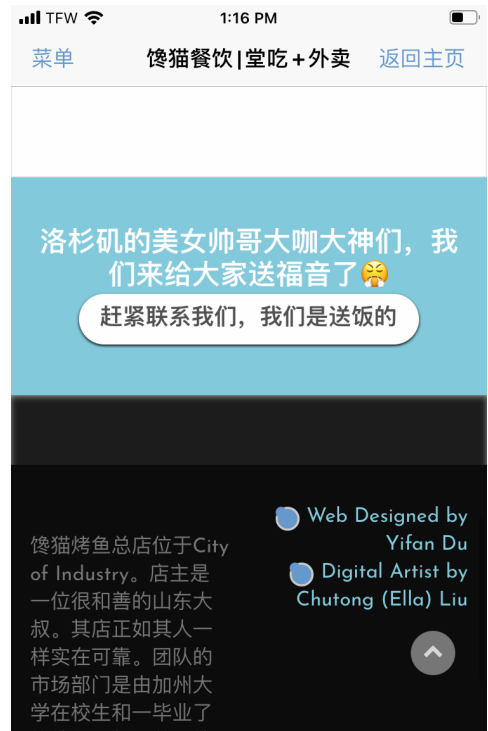 TFW 1:16 PM
菜单 馋猫餐饮|堂吃+外卖 返回主页
洛杉矶的美女帅哥大咖大神们，我
们来给大家送福音了😤
赶紧联系我们，我们是送饭的
Web Designed by
Yifan Du
Digital Artist by
Chutong (Ella) Liu
馋猫烤鱼总店位于City
of Industry。店主是
一位很和善的山东大
叔。其店正如其人一
样实在可靠。团队的
市场部门是由加州大
学在校生和一毕业了